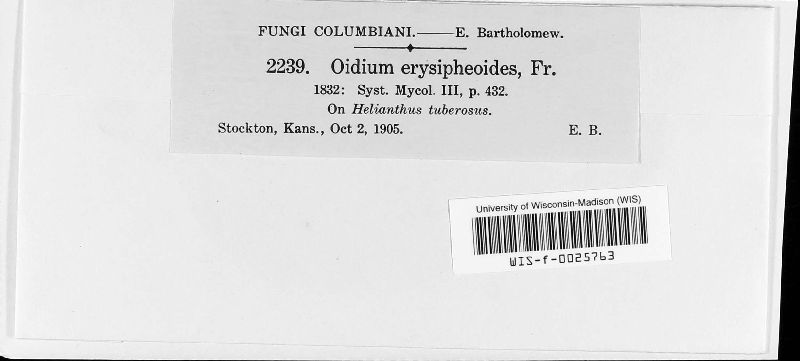 FUNGI COLUMBIANI.——E. Bartholomew.
2239. Oidium erysipheoides, Fr.
1832: Syst. Mycol. III, p. 432.
On Helianthus tuberosus.
Stockton, Kans., Oct 2, 1905. E. B.
University of Wisconsin-Madison (WIS)
WIS-f-0025763